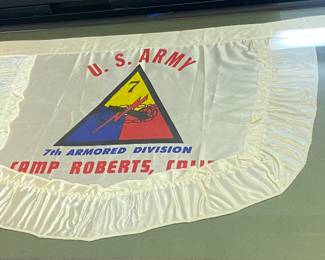 U. S. ARMY
7
7th ARMORED DIVISION
CAMP ROBERTS,